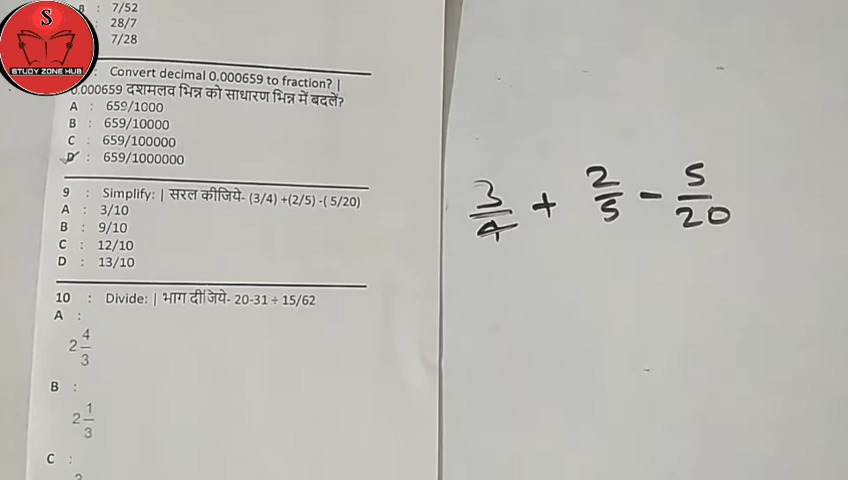 S
STUDY ZONE HUB
B : 7/52
: 28/7
: 7/28
: Convert decimal 0.000659 to fraction? |
0.000659 दशमलव भिन्न को साधारण भिन्न में बदलें?
A : 659/1000
B : 659/10000
C : 659/100000
D : 659/1000000
9 : Simplify: | सरल कीजिये- (3/4) +(2/5) -( 5/20)
A : 3/10
B : 9/10
C : 12/10
D : 13/10
10 : Divide: | भाग दीजिये- 20-31 ÷ 15/62
A :
2 4/3
B :
2 1/3
C :
3/4 + 2/5 - 5/20